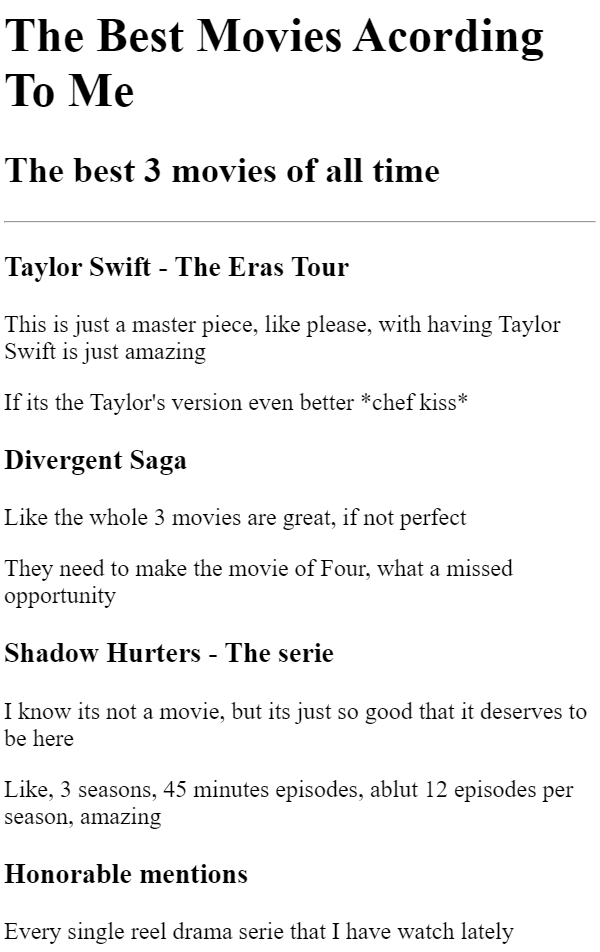 The Best Movies Acording
To Me
The best 3 movies of all time
Taylor Swift - The Eras Tour
This is just a master piece, like please, with having Taylor
Swift is just amazing
If its the Taylor's version even better *chef kiss*
Divergent Saga
Like the whole 3 movies are great, if not perfect
They need to make the movie of Four, what a missed
opportunity
Shadow Hurters - The serie
I know its not a movie, but its just so good that it deserves to
be here
Like, 3 seasons, 45 minutes episodes, ablut 12 episodes per
season, amazing
Honorable mentions
Every single reel drama serie that I have watch lately